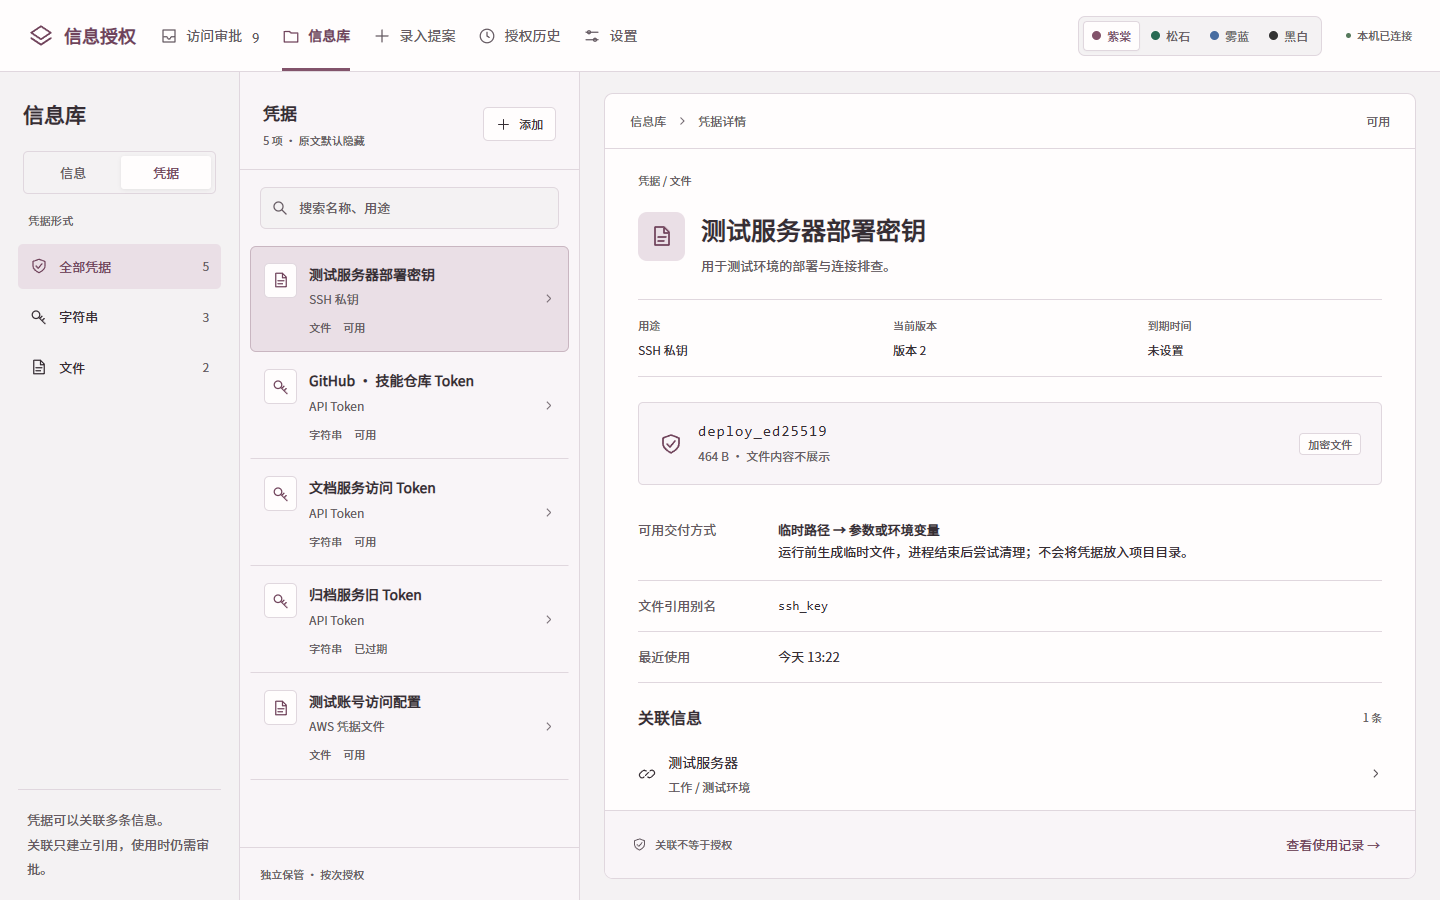 信息授权
访问审批 9
信息库
录入提案
授权历史
设置
紫棠
松石
雾蓝
黑白
本机已连接
信息库
信息
凭据
凭据形式
全部凭据 5
字符串 3
文件 2
凭据可以关联多条信息。
关联只建立引用，使用时仍需审
批。
凭据
5 项 · 原文默认隐藏
添加
搜索名称、用途
测试服务器部署密钥
SSH 私钥
文件 可用
GitHub · 技能仓库 Token
API Token
字符串 可用
文档服务访问 Token
API Token
字符串 可用
归档服务旧 Token
API Token
字符串 已过期
测试账号访问配置
AWS 凭据文件
文件 可用
独立保管 · 按次授权
信息库 > 凭据详情
可用
凭据 / 文件
测试服务器部署密钥
用于测试环境的部署与连接排查。
用途
SSH 私钥
当前版本
版本 2
到期时间
未设置
deploy_ed25519
464 B · 文件内容不展示
加密文件
可用交付方式
临时路径 → 参数或环境变量
运行前生成临时文件，进程结束后尝试清理；不会将凭据放入项目目录。
文件引用别名 ssh_key
最近使用 今天 13:22
关联信息 1 条
测试服务器
工作 / 测试环境
关联不等于授权
查看使用记录 →